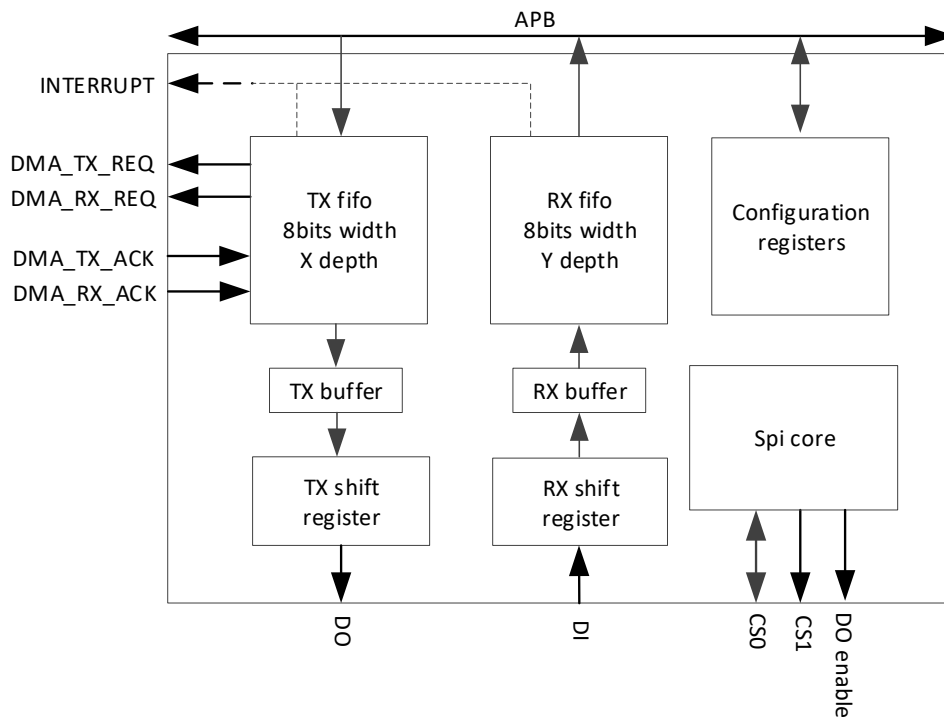 APB
INTERRUPT
DMA_TX_REQ
DMA_RX_REQ
DMA_TX_ACK
DMA_RX_ACK
TX fifo
8bits width
X depth
RX fifo
8bits width
Y depth
Configuration
registers
TX buffer
RX buffer
Spi core
TX shift
register
RX shift
register
DO
DI
CS0
CS1
DO enable